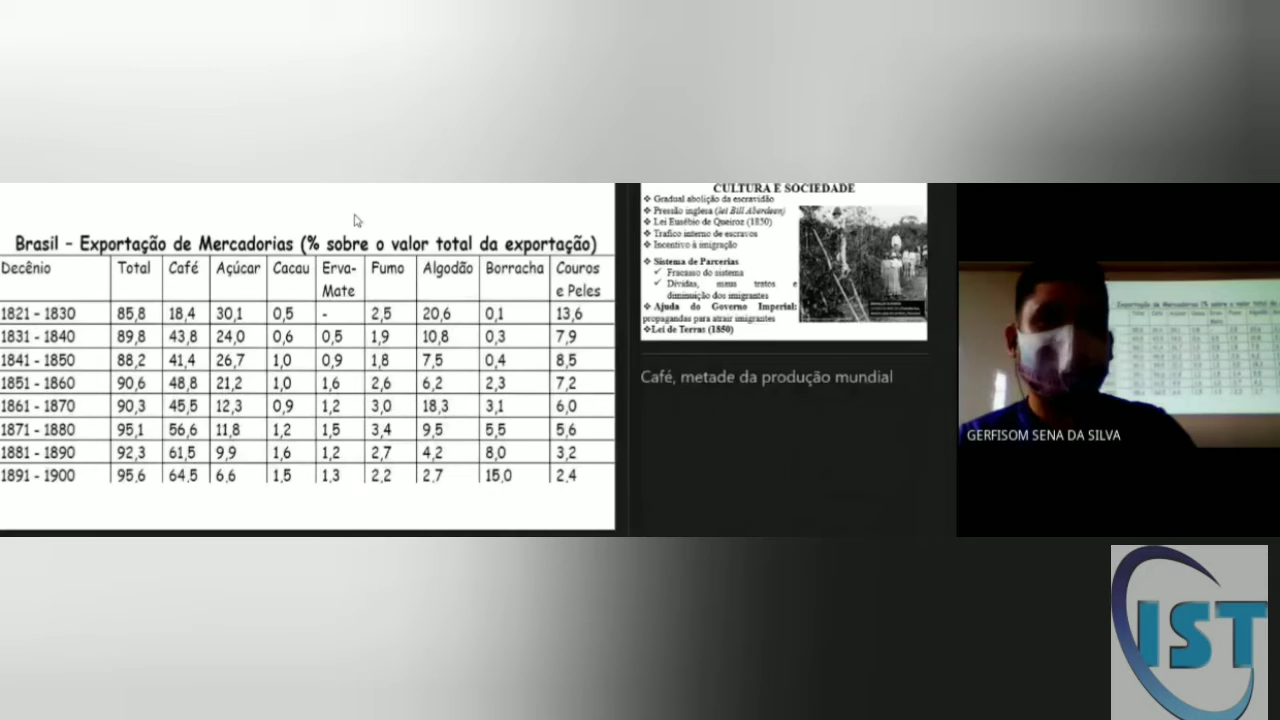 Brasil - Exportação de Mercadorias (% sobre o valor total da exportação)
Decênio Total Café Açúcar Cacau Erva-Mate Fumo Algodão Borracha Couros e Peles
1821 - 1830 85,8 18,4 30,1 0,5 - 2,5 20,6 0,1 13,6
1831 - 1840 89,8 43,8 24,0 0,6 0,5 1,9 10,8 0,3 7,9
1841 - 1850 88,2 41,4 26,7 1,0 0,9 1,8 7,5 0,4 8,5
1851 - 1860 90,6 48,8 21,2 1,0 1,6 2,6 6,2 2,3 7,2
1861 - 1870 90,3 45,5 12,3 0,9 1,2 3,0 18,3 3,1 6,0
1871 - 1880 95,1 56,6 11,8 1,2 1,5 3,4 9,5 5,5 5,6
1881 - 1890 92,3 61,5 9,9 1,6 1,2 2,7 4,2 8,0 3,2
1891 - 1900 95,6 64,5 6,6 1,5 1,3 2,2 2,7 15,0 2,4
CULTURA E SOCIEDADE
❖ Gradual abolição da escravidão
❖ Pressão inglesa (lei Bill Aberdeen)
❖ Lei Eusébio de Queiroz (1850)
❖ Trafico interno de escravos
❖ Incentivo à imigração
❖ Sistema de Parcerias
✓ Fracasso do sistema
✓ Dívidas, maus tratos e
diminuição dos imigrantes
❖ Ajuda do Governo Imperial:
propagandas para atrair imigrantes
❖Lei de Terras (1850)
Café, metade da produção mundial
GERFISOM SENA DA SILVA
IST